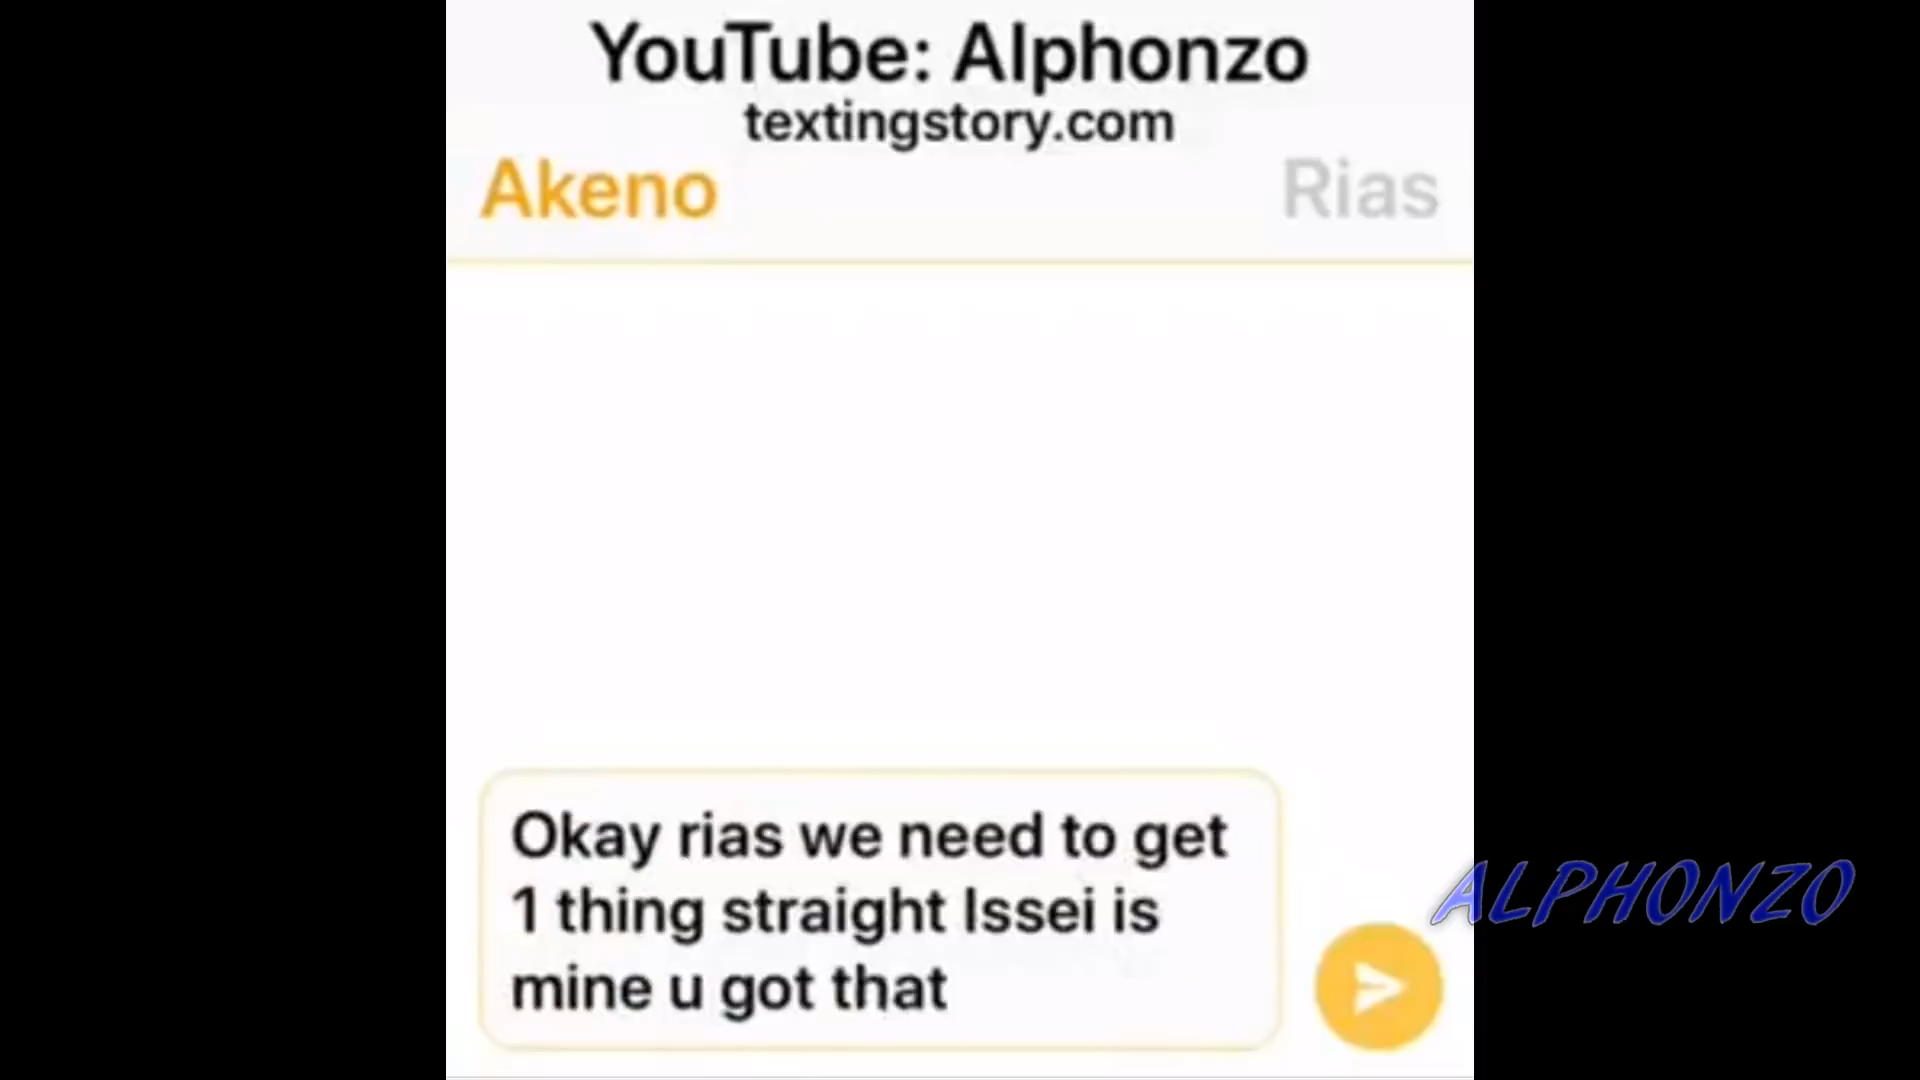 YouTube: Alphonzo
textingstory.com
Akeno
Rias
Okay rias we need to get
1 thing straight Issei is
mine u got that
ALPHONZO